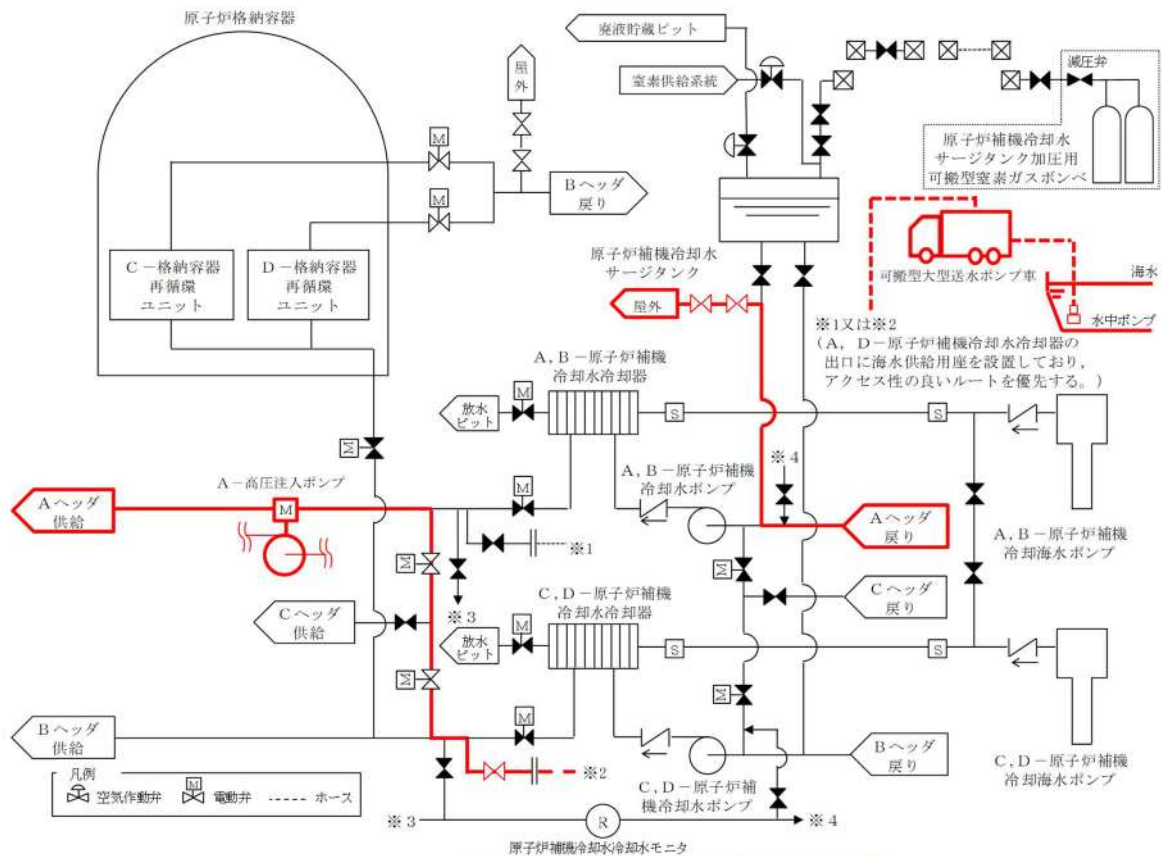 原子炉格納容器
屋外
廃液貯蔵ピット
窒素供給系統
減圧弁
原子炉補機冷却水
サージタンク加圧用
可搬型窒素ガスボンベ
M
M
Bヘッダ
戻り
C-格納容器
再循環
ユニット
D-格納容器
再循環
ユニット
原子炉補機冷却水
サージタンク
屋外
可搬型大型送水ポンプ車
海水
水中ポンプ
※1又は※2
(A,D-原子炉補機冷却水冷却器の
出口に海水供給用座を設置しており,
アクセス性の良いルートを優先する。)
A,B-原子炉補機
冷却水冷却器
放水
ピット
M
S
S
M
※4
A-高圧注入ポンプ
A,B-原子炉補機
冷却水ポンプ
Aヘッダ
供給
M
M
Aヘッダ
戻り
※1
M
M
A,B-原子炉補機
冷却海水ポンプ
※3
C,D-原子炉補機
冷却水冷却器
Cヘッダ
供給
Cヘッダ
戻り
放水
ピット
M
S
S
M
M
Bヘッダ
供給
M
Bヘッダ
戻り
※2
C,D-原子炉補機
冷却海水ポンプ
C,D-原子炉補
機冷却水ポンプ
凡例
空気作動弁
M
電動弁
ホース
※3
R
※4
原子炉補機冷却水冷却水モニタ